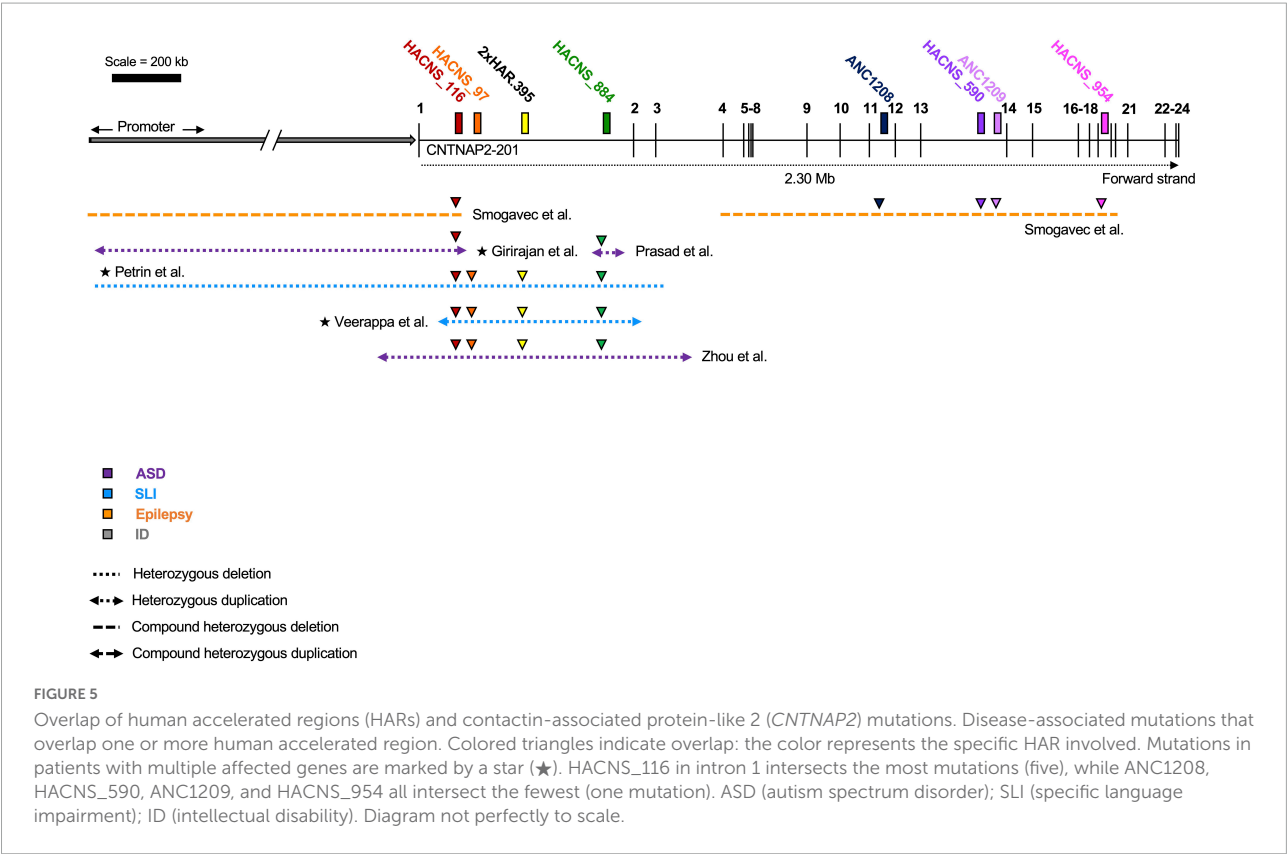 Scale = 200 kb
HACNS_116
HACNS_97
2xHAR.395
HACNS_884
ANC1208
HACNS_590
ANC1209
HACNS_954
Promoter
1 2 3 4 5-8 9 10 11 12 13 14 15 16-18 21 22-24
CNTNAP2-201
2.30 Mb
Forward strand
Smogavec et al.
Smogavec et al.
★ Girirajan et al.
Prasad et al.
★ Petrin et al.
★ Veerappa et al.
Zhou et al.
ASD
SLI
Epilepsy
ID
Heterozygous deletion
Heterozygous duplication
Compound heterozygous deletion
Compound heterozygous duplication
FIGURE 5
Overlap of human accelerated regions (HARs) and contactin-associated protein-like 2 (CNTNAP2) mutations. Disease-associated mutations that
overlap one or more human accelerated region. Colored triangles indicate overlap: the color represents the specific HAR involved. Mutations in
patients with multiple affected genes are marked by a star (★). HACNS_116 in intron 1 intersects the most mutations (five), while ANC1208,
HACNS_590, ANC1209, and HACNS_954 all intersect the fewest (one mutation). ASD (autism spectrum disorder); SLI (specific language
impairment); ID (intellectual disability). Diagram not perfectly to scale.